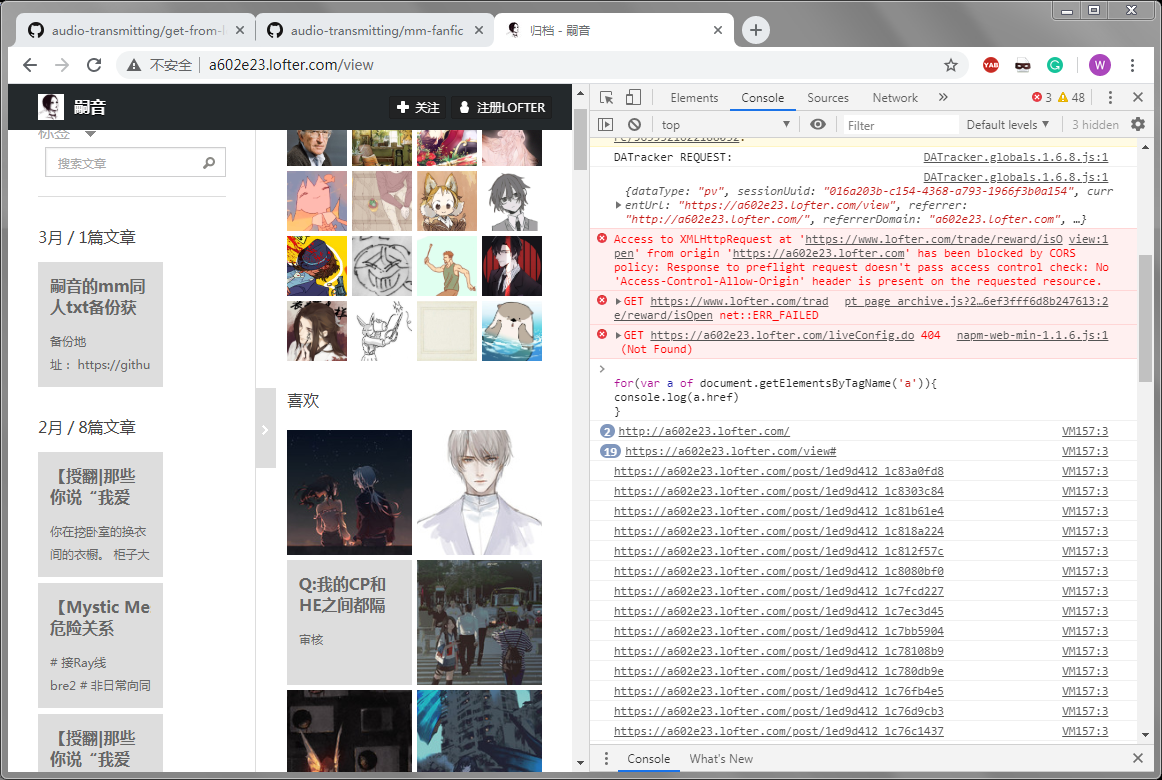 audio-transmitting/get-from-l
audio-transmitting/mm-fanfic
归档 - 嗣音
不安全
a602e23.lofter.com/view
YAB
G
W
嗣音
关注
注册LOFTER
标签
搜索文章
3月 / 1篇文章
嗣音的mm同
人txt备份获
备份地
址： https://githu
2月 / 8篇文章
【授翻|那些
你说“我爱
你在挖卧室的换衣
间的衣橱。 柜子大
【Mystic Me
危险关系
# 接Ray线
bre2 # 非日常向同
【授翻|那些
你说“我爱
喜欢
Q:我的CP和
HE之间都隔
审核
Elements
Console
Sources
Network
3
48
top
Filter
Default levels
3 hidden
DATracker REQUEST:
DATracker.globals.1.6.8.js:1
DATracker.globals.1.6.8.js:1
{dataType: "pv", sessionUuid: "016a203b-c154-4368-a793-1966f3b0a154", curr
entUrl: "https://a602e23.lofter.com/view", referrer:
"http://a602e23.lofter.com/", referrerDomain: "a602e23.lofter.com", …}
Access to XMLHttpRequest at 'https://www.lofter.com/trade/reward/isO view:1
pen' from origin 'https://a602e23.lofter.com' has been blocked by CORS
policy: Response to preflight request doesn't pass access control check: No
'Access-Control-Allow-Origin' header is present on the requested resource.
GET https://www.lofter.com/trad pt_page_archive.js?2…6ef3fff6d8b247613:2
e/reward/isOpen net::ERR_FAILED
GET https://a602e23.lofter.com/liveConfig.do 404 napm-web-min-1.1.6.js:1
(Not Found)
for(var a of document.getElementsByTagName('a')){
console.log(a.href)
}
2 http://a602e23.lofter.com/ VM157:3
19 https://a602e23.lofter.com/view# VM157:3
https://a602e23.lofter.com/post/1ed9d412_1c83a0fd8 VM157:3
https://a602e23.lofter.com/post/1ed9d412_1c8303c84 VM157:3
https://a602e23.lofter.com/post/1ed9d412_1c81b61e4 VM157:3
https://a602e23.lofter.com/post/1ed9d412_1c818a224 VM157:3
https://a602e23.lofter.com/post/1ed9d412_1c812f57c VM157:3
https://a602e23.lofter.com/post/1ed9d412_1c8080bf0 VM157:3
https://a602e23.lofter.com/post/1ed9d412_1c7fcd227 VM157:3
https://a602e23.lofter.com/post/1ed9d412_1c7ec3d45 VM157:3
https://a602e23.lofter.com/post/1ed9d412_1c7bb5904 VM157:3
https://a602e23.lofter.com/post/1ed9d412_1c78108b9 VM157:3
https://a602e23.lofter.com/post/1ed9d412_1c780db9e VM157:3
https://a602e23.lofter.com/post/1ed9d412_1c76fb4e5 VM157:3
https://a602e23.lofter.com/post/1ed9d412_1c76d9cb3 VM157:3
https://a602e23.lofter.com/post/1ed9d412_1c76c1437 VM157:3
Console
What's New